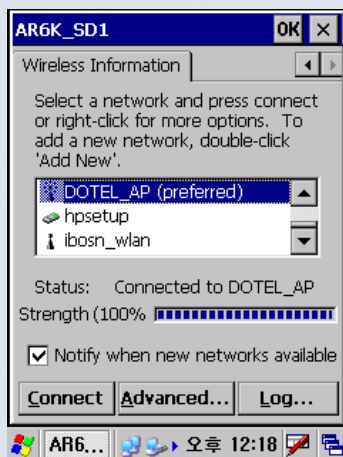 AR6K_SD1 OK ×
Wireless Information
Select a network and press connect
or right-click for more options. To
add a new network, double-click
'Add New'.
DOTEL_AP (preferred)
hpsetup
ibosn_wlan
Status: Connected to DOTEL_AP
Strength (100%
Notify when new networks available
Connect Advanced... Log...
AR6... 오후 12:18